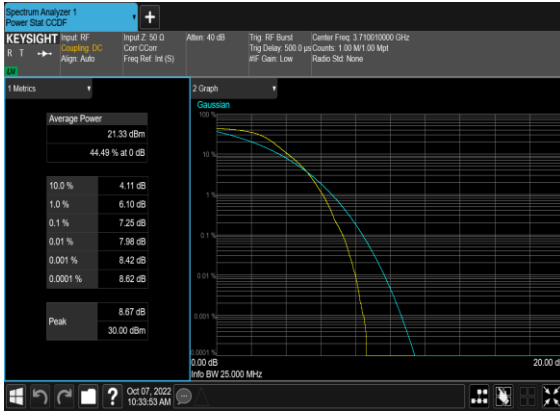 Spectrum Analyzer 1
Power Stat CCDF
+
KEYSIGHT
R T
LV
Input: RF
Coupling: DC
Align: Auto
Input Z: 50 Ω
Corr CCorr
Freq Ref: Int (S)
Atten: 40 dB
Trig: RF Burst
Trig Delay: 500.0 µs
#IF Gain: Low
Center Freq: 3.710010000 GHz
Counts: 1.00 M/1.00 Mpt
Radio Std: None
1 Metrics
Average Power
21.33 dBm
44.49 % at 0 dB
10.0 % 4.11 dB
1.0 % 6.10 dB
0.1 % 7.25 dB
0.01 % 7.98 dB
0.001 % 8.42 dB
0.0001 % 8.62 dB
Peak
8.67 dB
30.00 dBm
2 Graph
Gaussian
100 %
10 %
1 %
0.1 %
0.01 %
0.001 %
0.0001 %
0.00 dB
20.00 d
Info BW 25.000 MHz
?
Oct 07, 2022
10:33:53 AM